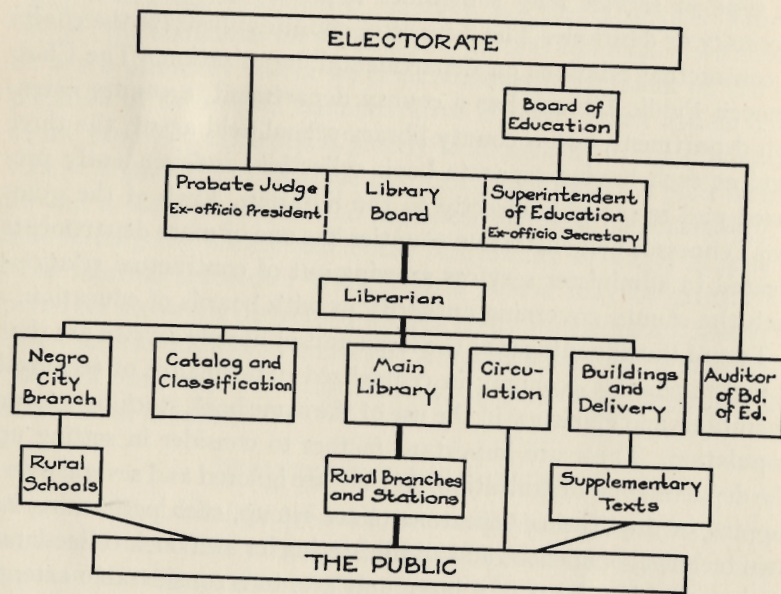 ELECTORATE
Board of
Education
Probate Judge
Ex-officio President
Library
Board
Superintendent
of Education
Ex-officio Secretary
Librarian
Negro
City
Branch
Catalog and
Classification
Main
Library
Circu-
lation
Buildings
and
Delivery
Auditor
of Bd.
of Ed.
Rural
Schools
Rural Branches
and Stations
Supplementary
Texts
THE PUBLIC